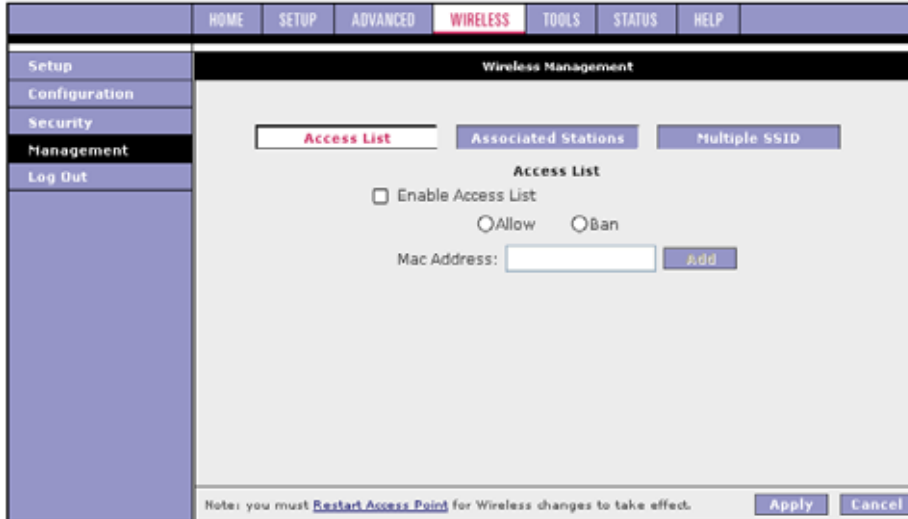 HOME SETUP ADVANCED WIRELESS TOOLS STATUS HELP
Setup
Configuration
Security
Management
Log Out
Wireless Management
Access List Associated Stations Multiple SSID
Access List
Enable Access List
Allow Ban
Mac Address: Add
Note: you must Restart Access Point for Wireless changes to take effect. Apply Cancel